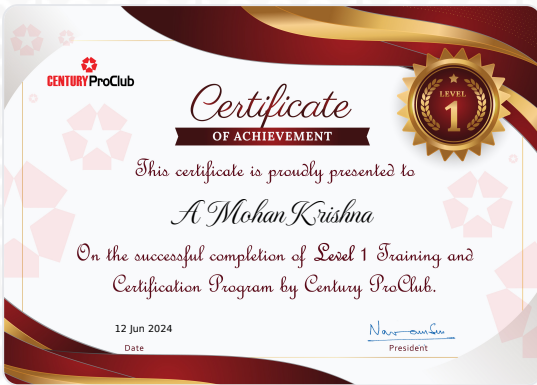 CENTURY ProClub
LEVEL
1
Certificate
OF ACHIEVEMENT
This certificate is proudly presented to
A Mohan Krishna
On the successful completion of Level 1 Training and
Certification Program by Century ProClub.
12 Jun 2024
Date
President